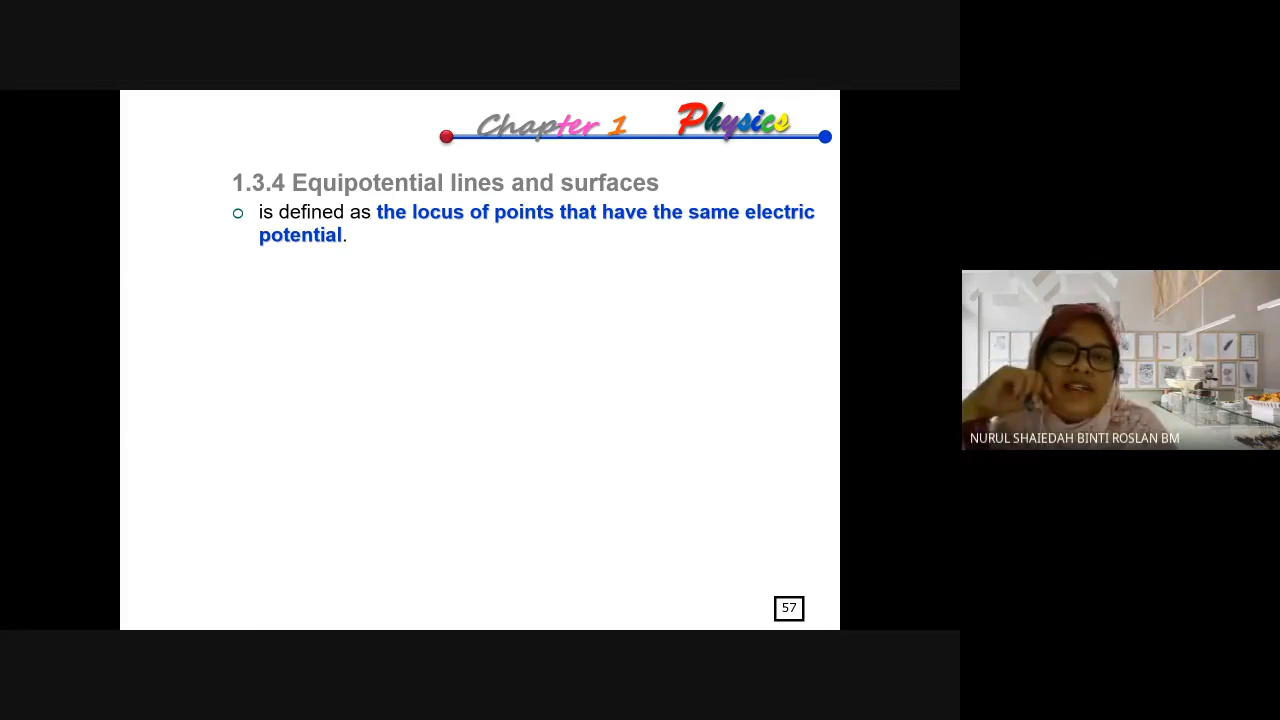 Chapter 1 Physics
1.3.4 Equipotential lines and surfaces
is defined as the locus of points that have the same electric
potential.
57
NURUL SHAIEDAH BINTI ROSLAN BM